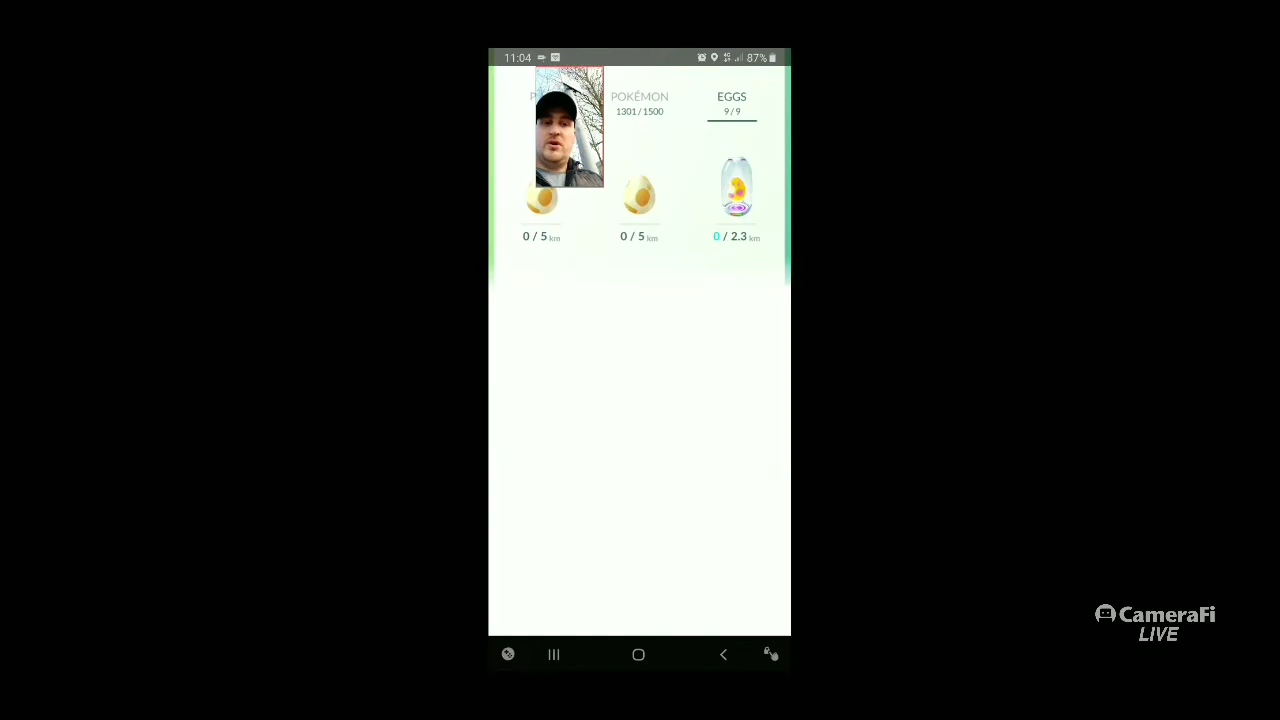 11:04 87%
POKÉMON EGGS
1301/1500 9/9
0 / 5 km 0 / 5 km 0 / 2.3 km
CameraFi
LIVE